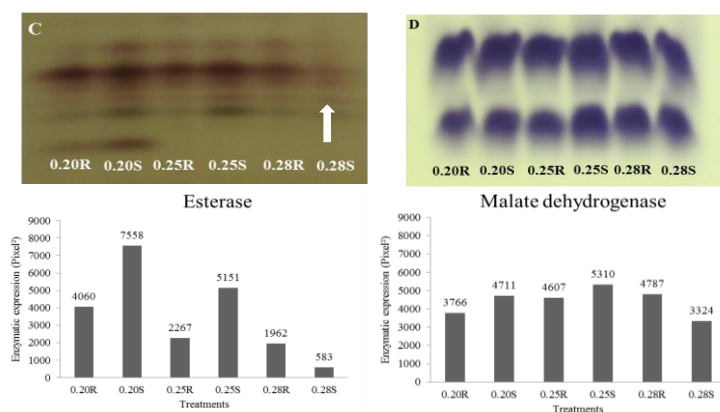 C
0.20R 0.20S 0.25R 0.25S 0.28R 0.28S
Esterase
Enzymatic expression (Pixel²)
9000
8000
7000
6000
5000
4000
3000
2000
1000
0
4060
7558
2267
5151
1962
583
0.20R 0.20S 0.25R 0.25S 0.28R 0.28S
Treatments
D
0.20R 0.20S 0.25R 0.25S 0.28R 0.28S
Malate dehydrogenase
Enzymatic expression (Pixel²)
9000
8000
7000
6000
5000
4000
3000
2000
1000
0
3766
4711
4607
5310
4787
3324
0.20R 0.20S 0.25R 0.25S 0.28R 0.28S
Treatments